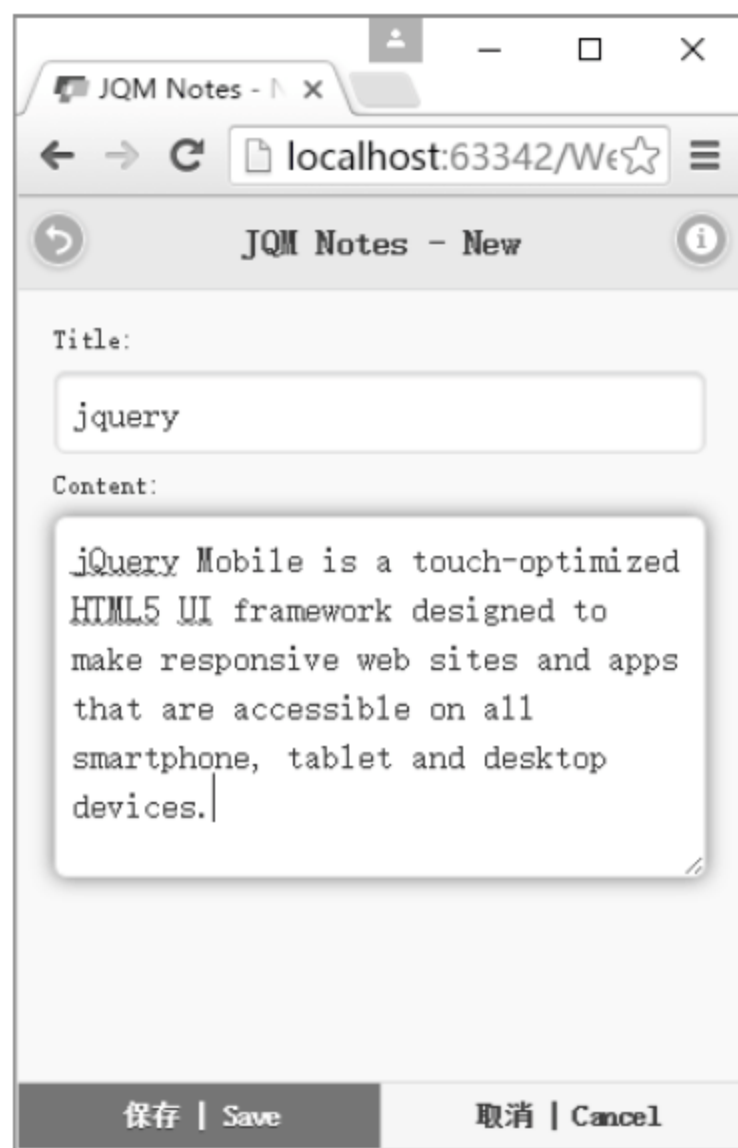 JQM Notes - N
localhost:63342/We
JQM Notes - New
Title:
jquery
Content:
jQuery Mobile is a touch-optimized
HTML5 UI framework designed to
make responsive web sites and apps
that are accessible on all
smartphone, tablet and desktop
devices.
保存 | Save
取消 | Cancel